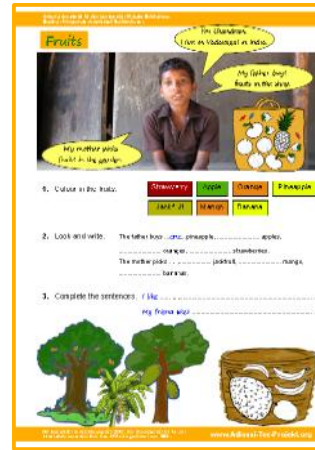 Fruits
I'm Chandran.
I live in Vadavayal in India.
My father buys
fruits in the shop.
My mother picks
fruits in the garden.
1. Colour in the fruits.
Strawberry Apple Orange Pineapple
Jackfruit Mango Banana
2. Look and write.
The father buys one pineapple, apples,
oranges, strawberries.
The mother picks jackfruit, mango,
bananas.
3. Complete the sentences. I like
my friend likes
www.Adivasi-Tee-Projekt.org